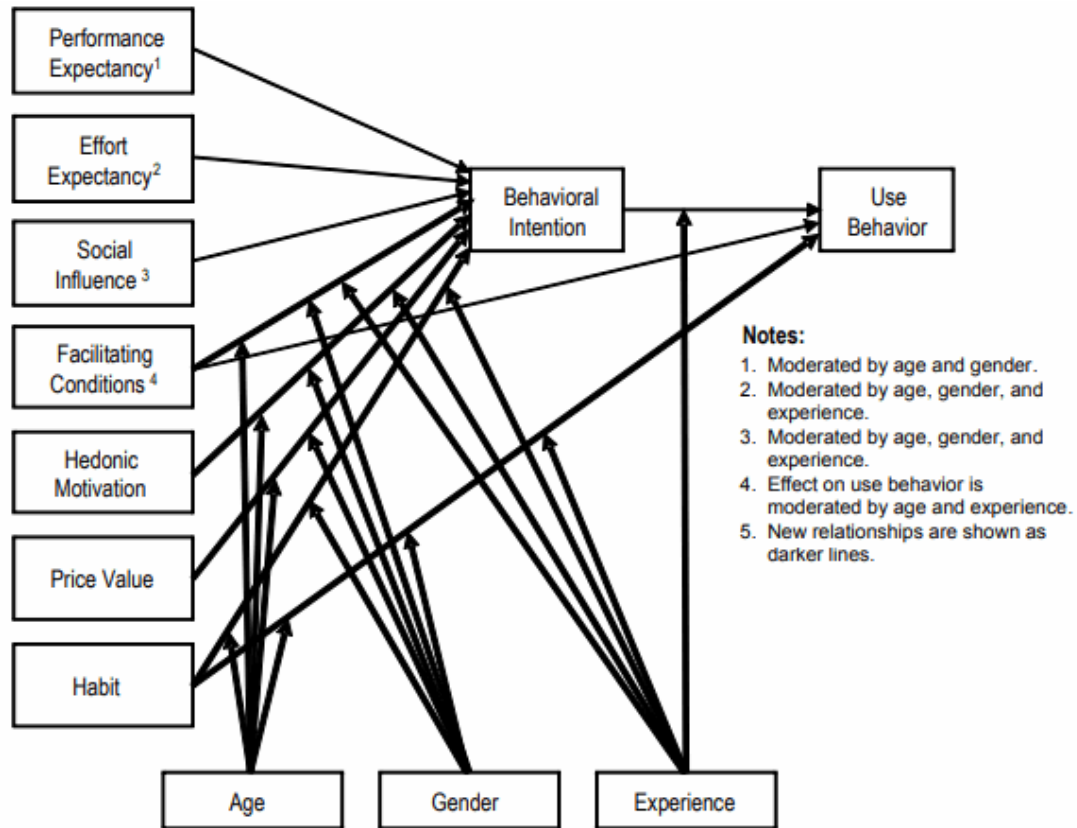 Performance
Expectancy1
Effort
Expectancy2
Social
Influence 3
Facilitating
Conditions 4
Hedonic
Motivation
Price Value
Habit
Behavioral
Intention
Use
Behavior
Notes:
1. Moderated by age and gender.
2. Moderated by age, gender, and
experience.
3. Moderated by age, gender, and
experience.
4. Effect on use behavior is
moderated by age and experience.
5. New relationships are shown as
darker lines.
Age
Gender
Experience